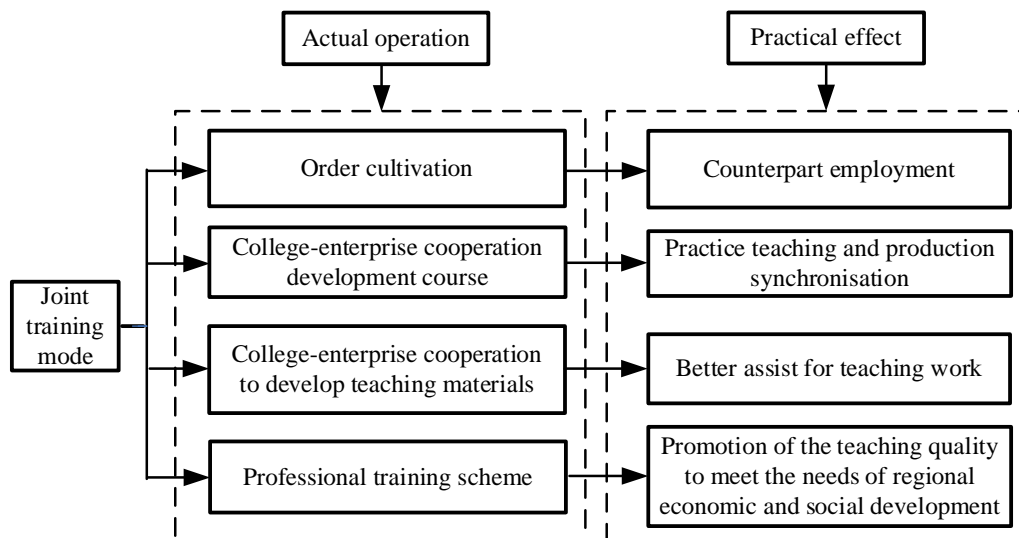 Actual operation
Practical effect
Order cultivation
Counterpart employment
College-enterprise cooperation
development course
Practice teaching and production
synchronisation
Joint
training
mode
College-enterprise cooperation
to develop teaching materials
Better assist for teaching work
Professional training scheme
Promotion of the teaching quality
to meet the needs of regional
economic and social development